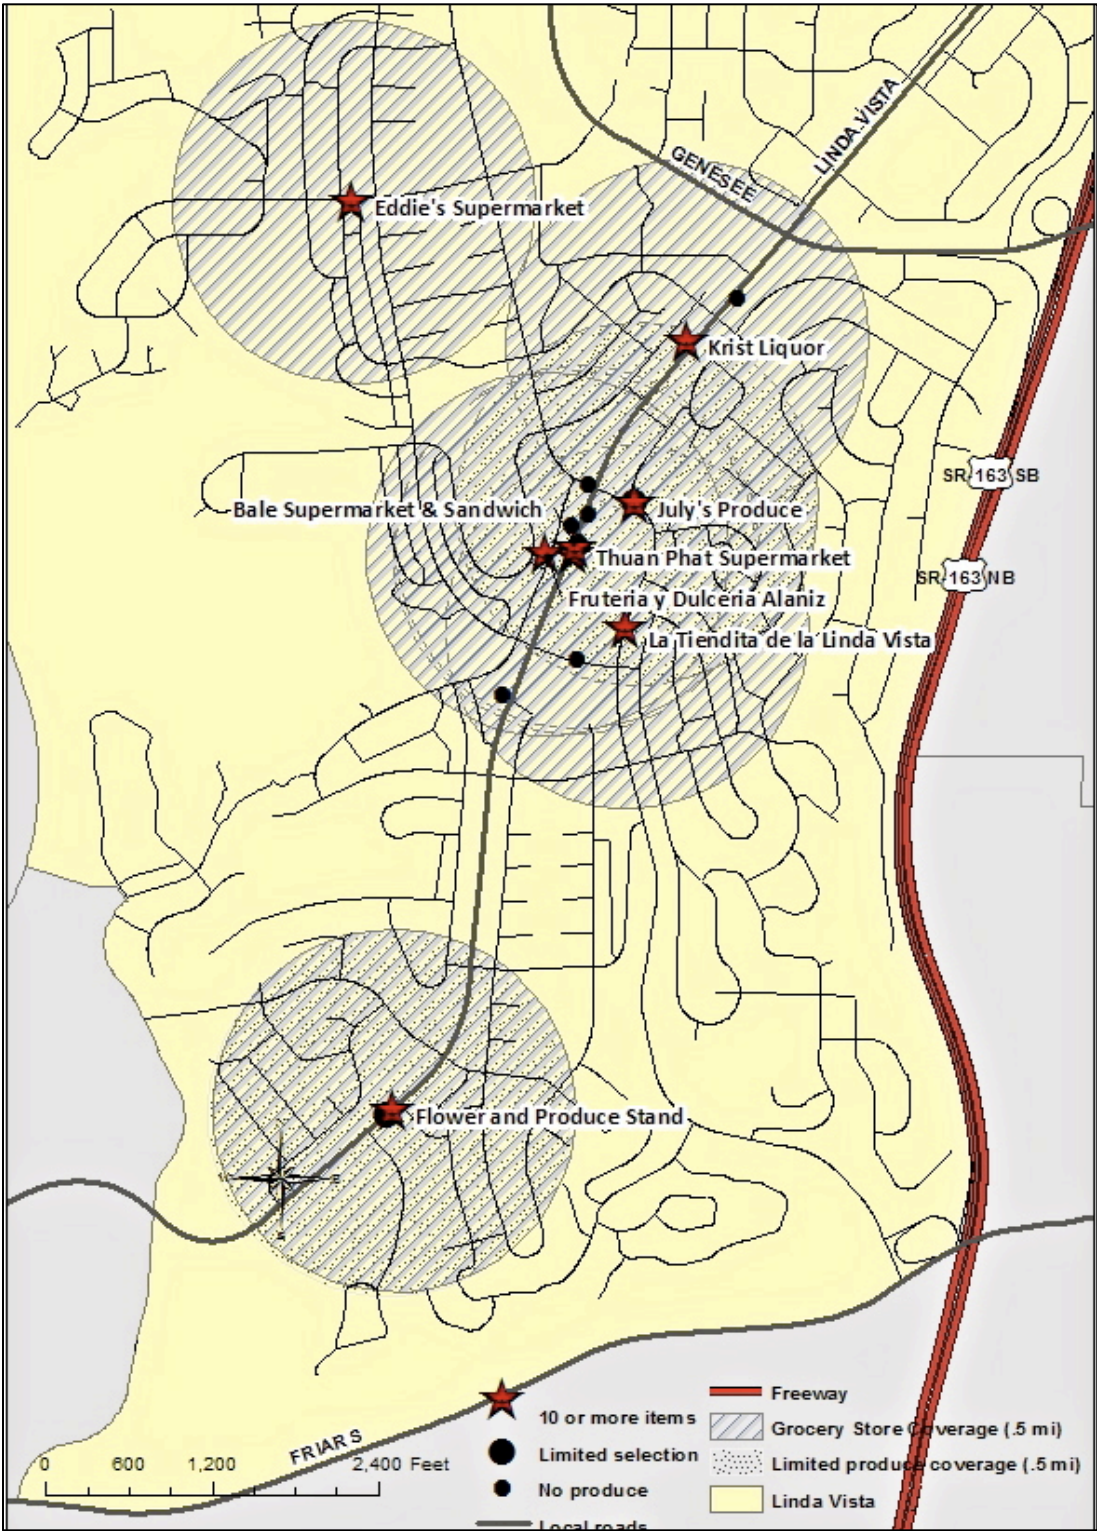 LINDA VISTA
GENESEE
Eddie's Supermarket
Krist Liquor
SR-163 SB
Bale Supermarket & Sandwich
July's Produce
Thuan Phat Supermarket
SR-163 NB
Fruteria y Dulceria Alaniz
La Tiendita de la Linda Vista
Flower and Produce Stand
FRIARS
0 600 1,200 2,400 Feet
10 or more items
Limited selection
No produce
Local roads
Freeway
Grocery Store Coverage (.5 mi)
Limited produce coverage (.5 mi)
Linda Vista